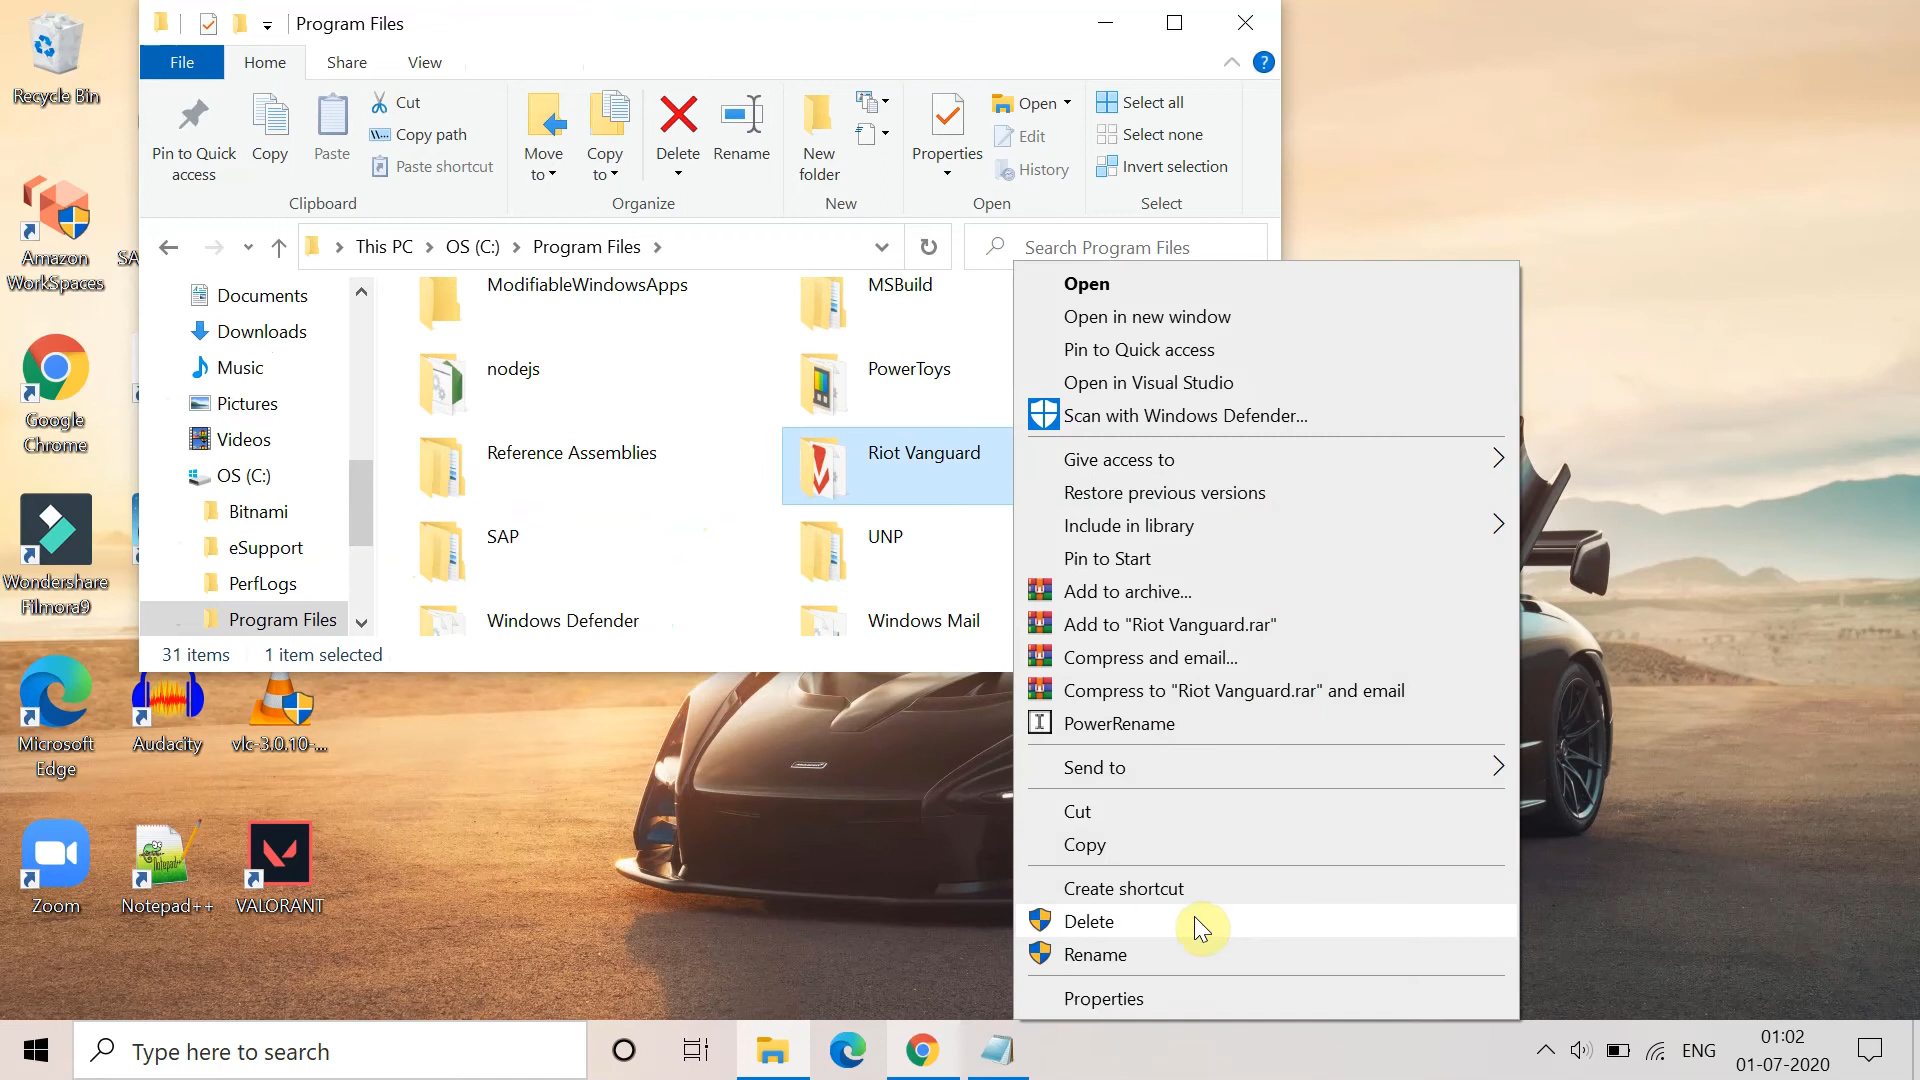 Program Files
File
Home
Share
View
Pin to Quick
access
Copy
Paste
Cut
Copy path
Paste shortcut
Clipboard
Move
to
Copy
to
Delete
Rename
Organize
New
folder
New
Properties
Open
Edit
History
Open
Select all
Select none
Invert selection
Select
This PC
OS (C:)
Program Files
Search Program Files
Documents
Downloads
Music
Pictures
Videos
OS (C:)
Bitnami
eSupport
PerfLogs
Program Files
ModifiableWindowsApps
MSBuild
nodejs
PowerToys
Reference Assemblies
Riot Vanguard
SAP
UNP
Windows Defender
Windows Mail
31 items
1 item selected
Open
Open in new window
Pin to Quick access
Open in Visual Studio
Scan with Windows Defender...
Give access to
Restore previous versions
Include in library
Pin to Start
Add to archive...
Add to "Riot Vanguard.rar"
Compress and email...
Compress to "Riot Vanguard.rar" and email
PowerRename
Send to
Cut
Copy
Create shortcut
Delete
Rename
Properties
Recycle Bin
Amazon
WorkSpaces
SA
Google
Chrome
Wondershare
Filmora9
Microsoft
Edge
Audacity
vlc-3.0.10-...
Zoom
Notepad++
VALORANT
Type here to search
ENG
01:02
01-07-2020